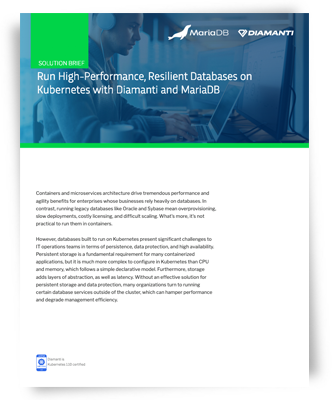 MariaDB DIAMANTI
SOLUTION BRIEF
Run High-Performance, Resilient Databases on
Kubernetes with Diamanti and MariaDB
Containers and microservices architecture drive tremendous performance and
agility benefits for enterprises whose businesses rely heavily on databases. In
contrast, running legacy databases like Oracle and Sybase mean overprovisioning,
slow deployments, costly licensing, and difficult scaling. What's more, it's not
practical to run them in containers.
However, databases built to run on Kubernetes present significant challenges to
IT operations teams in terms of persistence, data protection, and high availability.
Persistent storage is a fundamental requirement for many containerized
applications, but it is much more complex to configure in Kubernetes than CPU
and memory, which follows a simple declarative model. Furthermore, storage
adds layers of abstraction, as well as latency. Without an effective solution for
persistent storage and data protection, many organizations turn to running
certain database services outside of the cluster, which can hamper performance
and degrade management efficiency.
Diamanti is
Kubernetes 1.10 certified